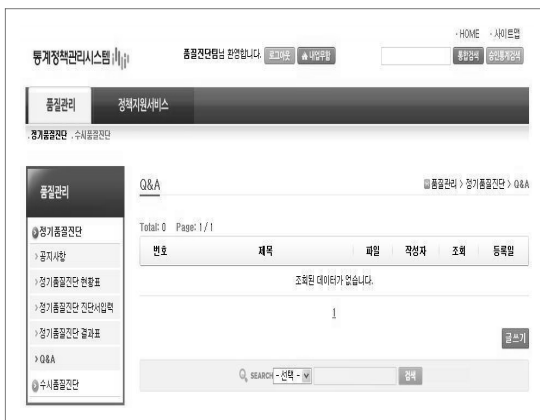 · HOME · 사이트맵
통계정책관리시스템
품질진단팀님 환영합니다. 로그아웃 내업무함 통합검색 승인통계검색
품질관리 정책지원서비스
· 정기품질진단 · 수시품질진단
품질관리
Q&A
품질관리 > 정기품질진단 > Q&A
정기품질진단
> 공지사항
> 정기품질진단 현황표
> 정기품질진단 진단서입력
> 정기품질진단 결과표
> Q&A
수시품질진단
Total: 0 Page: 1 / 1
번호 제목 파일 작성자 조회 등록일
조회된 데이터가 없습니다.
1
글쓰기
SEARCH - 선택 - 검색